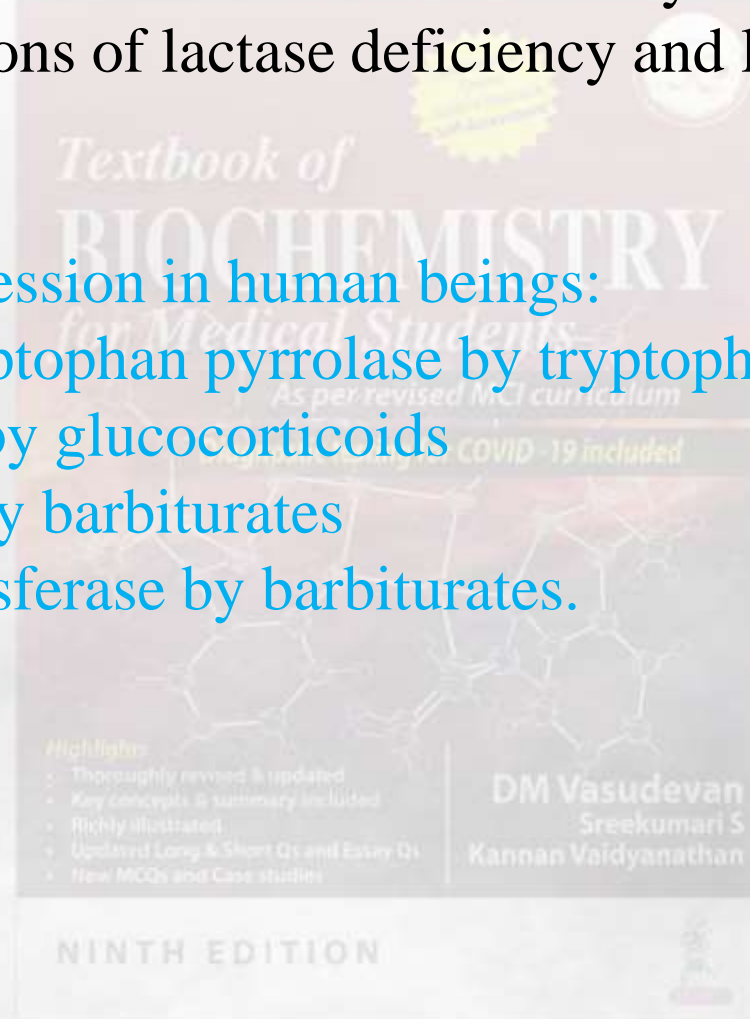 ons of lactase deficiency and
Textbook of
BIOCHEMISTRY
ession in human beings:
for Medical Students
ptophan pyrrolase by tryptoph
As per revised MCI curriculum
by glucocorticoids
COVID-19 included
y barbiturates
sferase by barbiturates.
Highlights
• Thoroughly revised & updated
• Key concepts & summary included
• Richly illustrated
• Updated Long & Short Qs and Essay Qs
• New MCQs and Case studies
DM Vasudevan
Sreekumari S
Kannan Vaidyanathan
NINTH EDITION